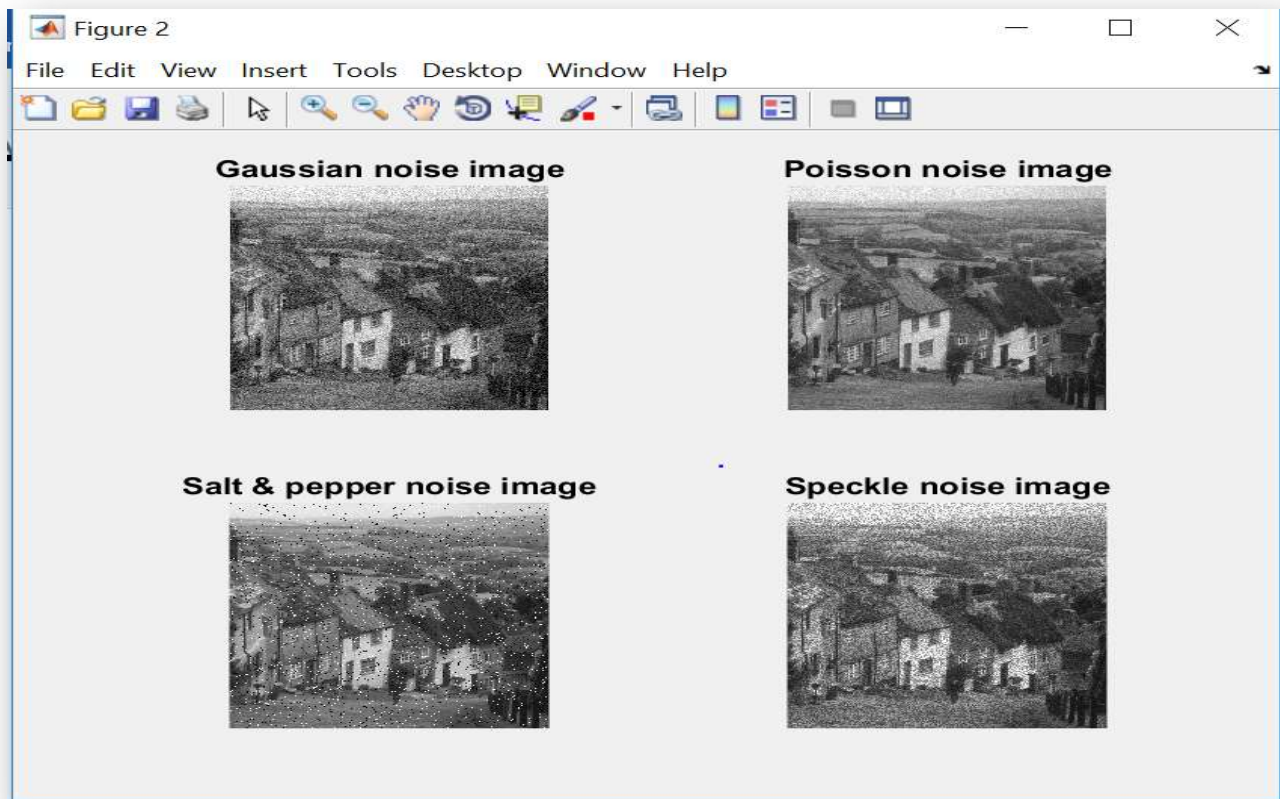 Figure 2
File Edit View Insert Tools Desktop Window Help
Gaussian noise image
Poisson noise image
Salt & pepper noise image
Speckle noise image